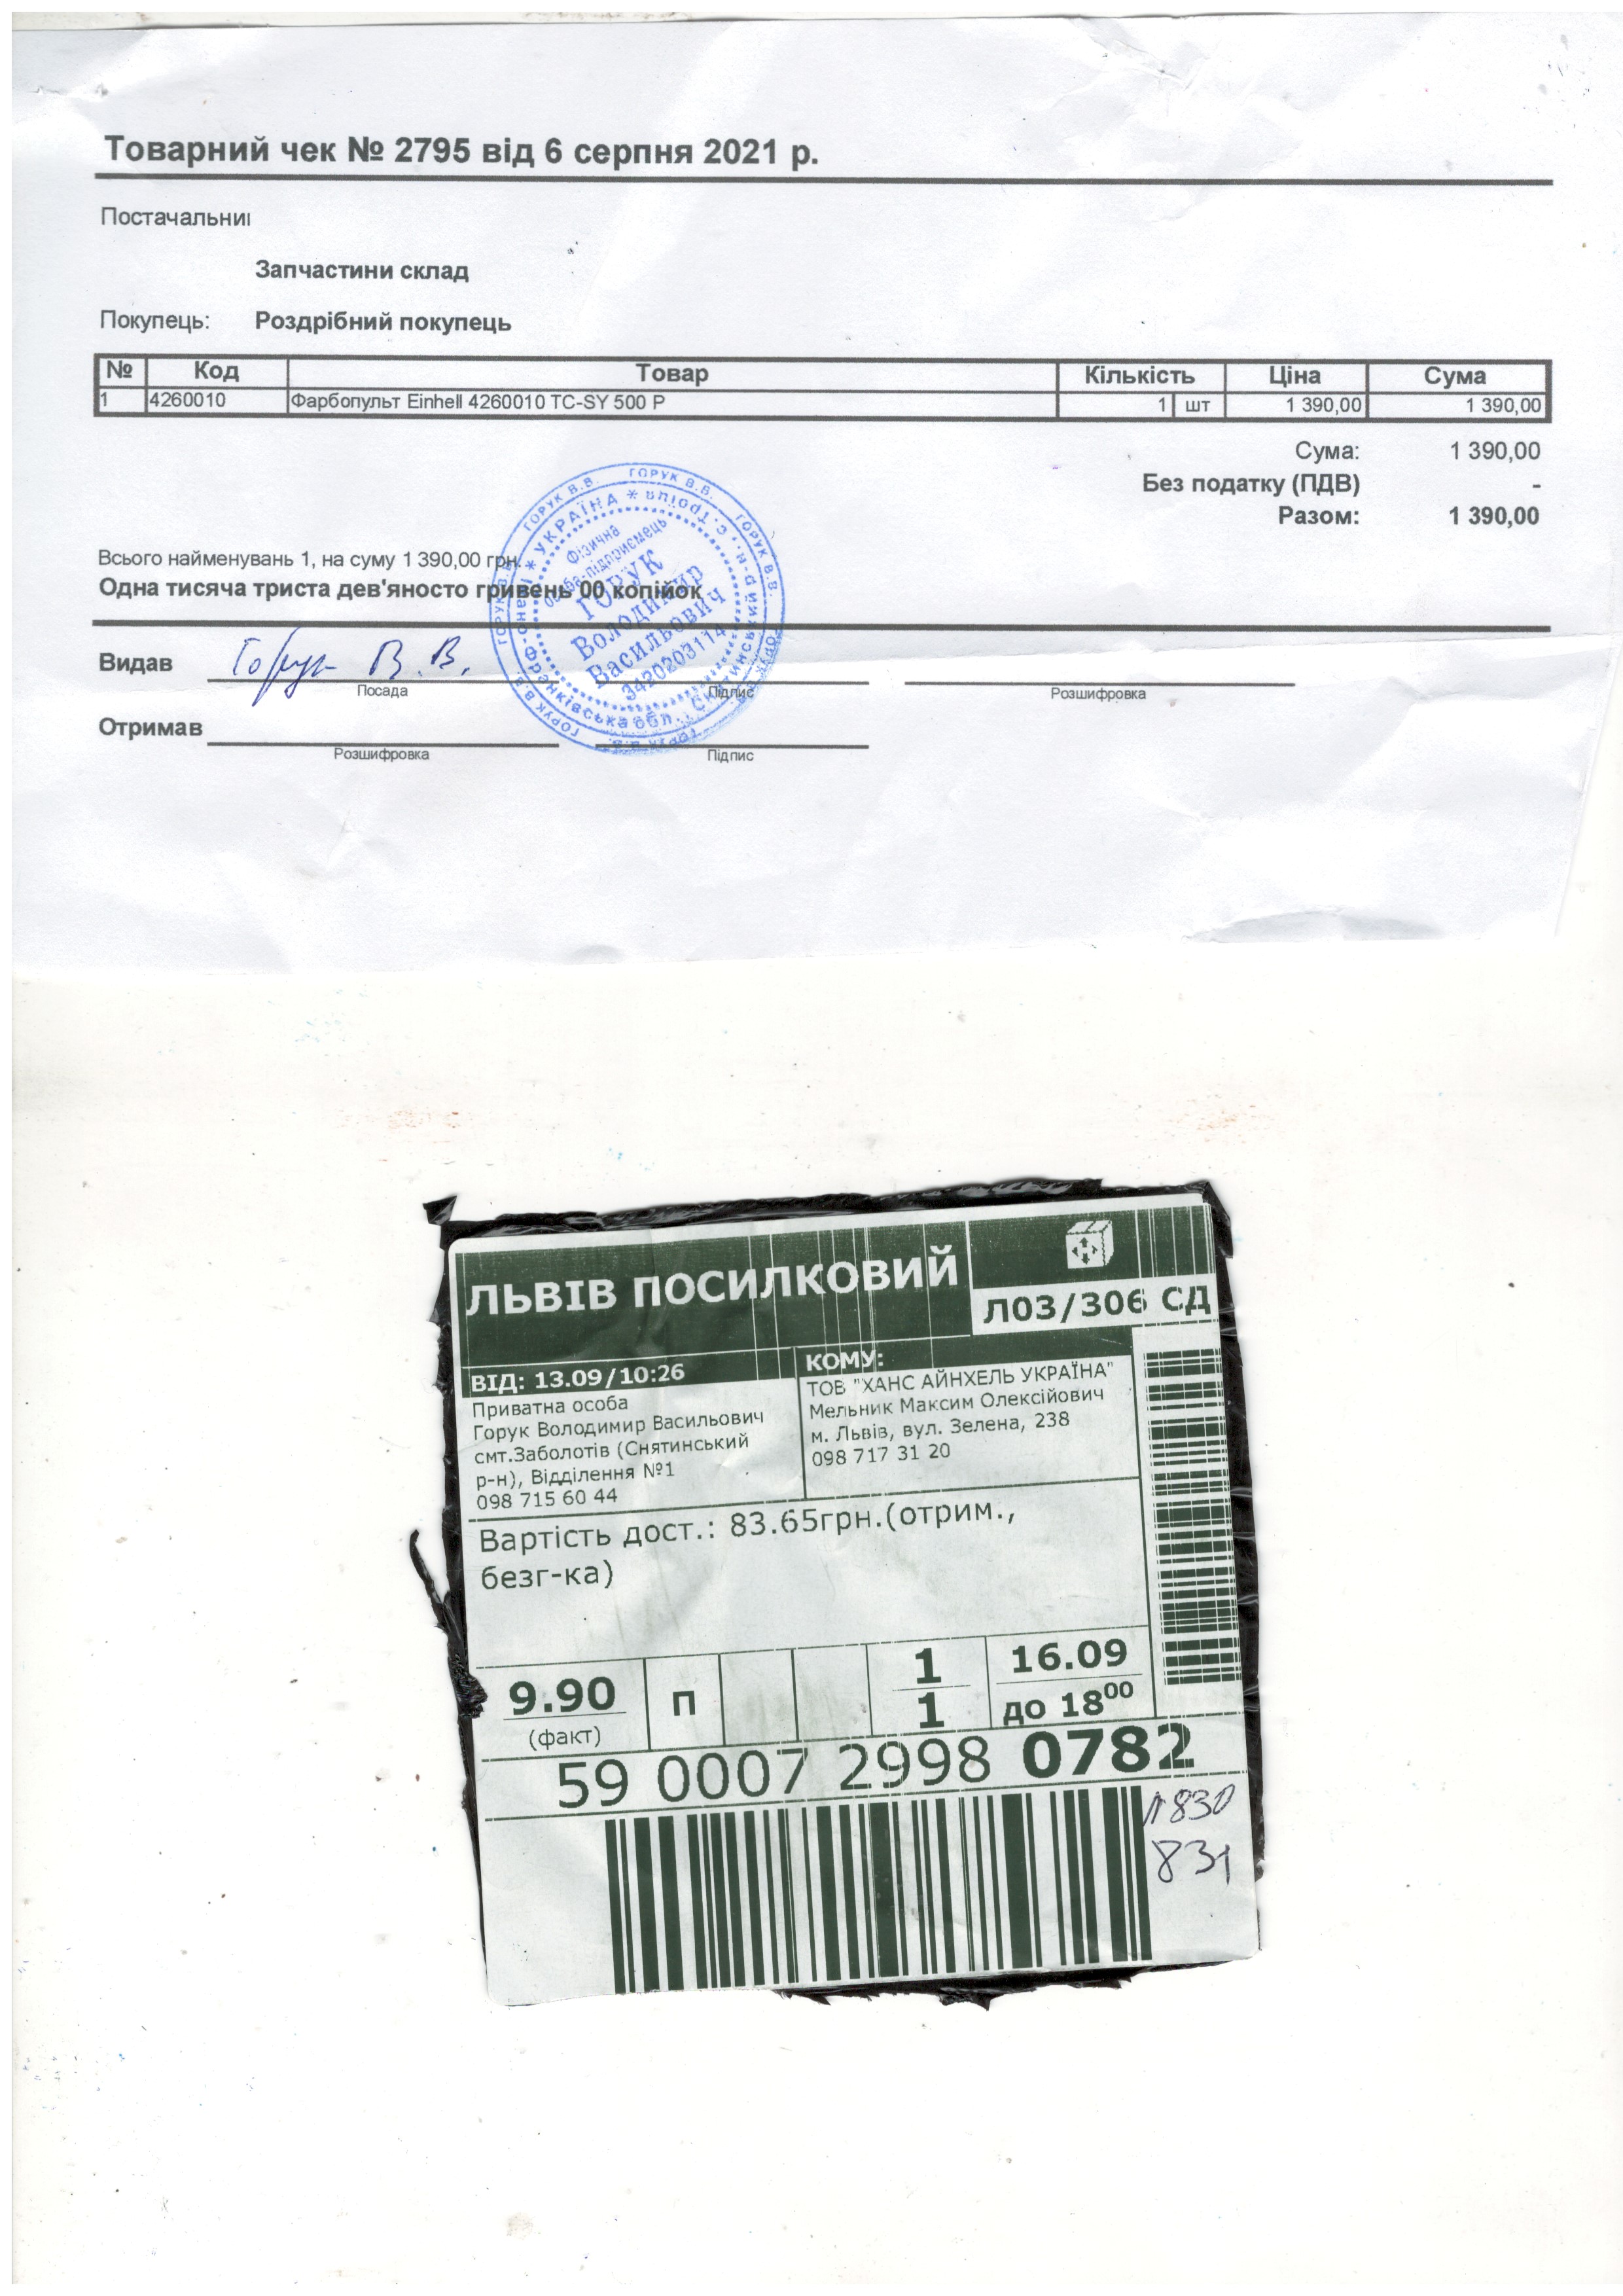 Товарний чек № 2795 від 6 серпня 2021 р.
Постачальни
Запчастини склад
Покупець: Роздрібний покупець
№ Код Товар Кількість Ціна Сума
1 4260010 Фарбопульт Einhell 4260010 TC-SY 500 P 1 шт 1 390,00 1 390,00
Сума: 1 390,00
Без податку (ПДВ) -
Разом: 1 390,00
Всього найменувань 1, на суму 1 390,00 грн.
Одна тисяча триста дев'яносто гривень 00 копійок
УКРАЇНА
Фізична
особа-підприємець
ГОРУК
Володимир
Васильович
3420203114
Видав Горук В. В.
Посада Підпис Розшифровка
Отримав
Розшифровка Підпис
ЛЬВІВ ПОСИЛКОВИЙ
Л03/306 СД
ВІД: 13.09/10:26
Приватна особа
Горук Володимир Васильович
смт.Заболотів (Снятинський
р-н), Відділення №1
098 715 60 44
КОМУ:
ТОВ "ХАНС АЙНХЕЛЬ УКРАЇНА"
Мельник Максим Олексійович
м. Львів, вул. Зелена, 238
098 717 31 20
Вартість дост.: 83.65грн.(отрим.,
безг-ка)
9.90
(факт)
П
1
1
16.09
до 18⁰⁰
59 0007 2998 0782
830
831